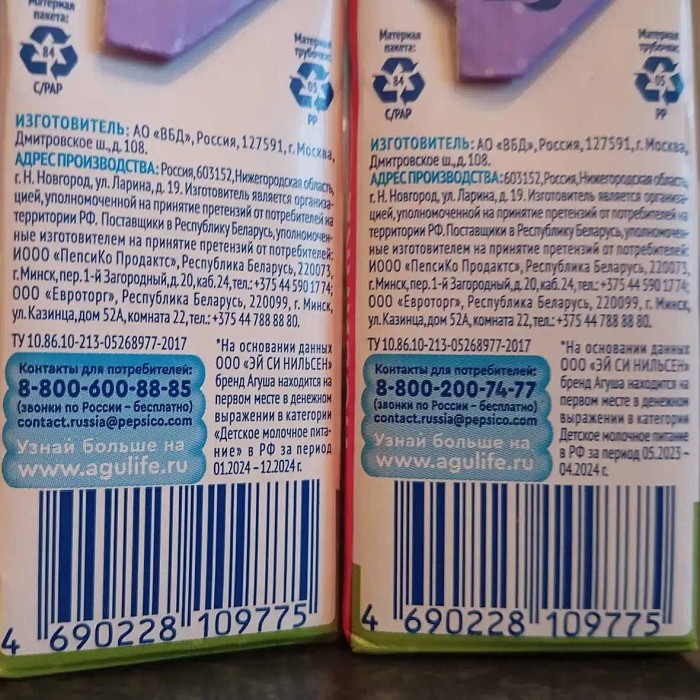 Материал
пакета:
84
C/PAP
Материал
трубочки:
05
PP
ИЗГОТОВИТЕЛЬ: АО «ВБД», Россия, 127591, г. Москва,
Дмитровское ш., д. 108.
АДРЕС ПРОИЗВОДСТВА: Россия, 603152, Нижегородская область,
г. Н. Новгород, ул. Ларина, д. 19. Изготовитель является организа-
цией, уполномоченной на принятие претензий от потребителей на
территории РФ. Поставщики в Республику Беларусь, уполномочен-
ные изготовителем на принятие претензий от потребителей:
ИООО «ПепсиКо Продактс», Республика Беларусь, 220073,
г. Минск, пер. 1-й Загородный, д. 20, каб. 24, тел.: +375 44 590 1774;
ООО «Евроторг», Республика Беларусь, 220099, г. Минск,
ул. Казинца, дом 52А, комната 22, тел.: +375 44 788 88 80.
ТУ 10.86.10-213-05268977-2017
Контакты для потребителей:
8-800-600-88-85
(звонки по России – бесплатно)
contact.russia@pepsico.com
Узнай больше на
www.agulife.ru
*На основании данных
ООО «ЭЙ СИ НИЛЬСЕН»
бренд Агуша находится на
первом месте в денежном
выражении в категории
«Детское молочное пита-
ние» в РФ за период
01.2024 – 12.2024 г.
4 690228 109775
Материал
пакета:
84
C/PAP
Материал
трубочки:
05
PP
ИЗГОТОВИТЕЛЬ: АО «ВБД», Россия, 127591, г. Москва,
Дмитровское ш., д. 108.
АДРЕС ПРОИЗВОДСТВА: 603152, Россия, Нижегородская область,
г. Н. Новгород, ул. Ларина, д. 19. Изготовитель является организа-
цией, уполномоченной на принятие претензий от потребителей на
территории РФ. Поставщики в Республику Беларусь, уполномочен-
ные изготовителем на принятие претензий от потребителей:
ИООО «ПепсиКо Продактс», Республика Беларусь, 220073,
г. Минск, пер. 1-й Загородный, д. 20, каб. 24, тел.: +375 44 590 1774;
ООО «Евроторг», Республика Беларусь, 220099, г. Минск,
ул. Казинца, дом 52А, комната 22, тел.: +375 44 788 88 80.
ТУ 10.86.10-213-05268977-2017
Контакты для потребителей:
8-800-200-74-77
(звонки по России – бесплатно)
contact.russia@pepsico.com
Узнай больше на
www.agulife.ru
*На основании данных
ООО «ЭЙ СИ НИЛЬСЕН»
бренд Агуша находится на
первом месте в денежном
выражении в категории
Детское молочное питание
в РФ за период 05.2023 –
04.2024 г.
4 690228 109775